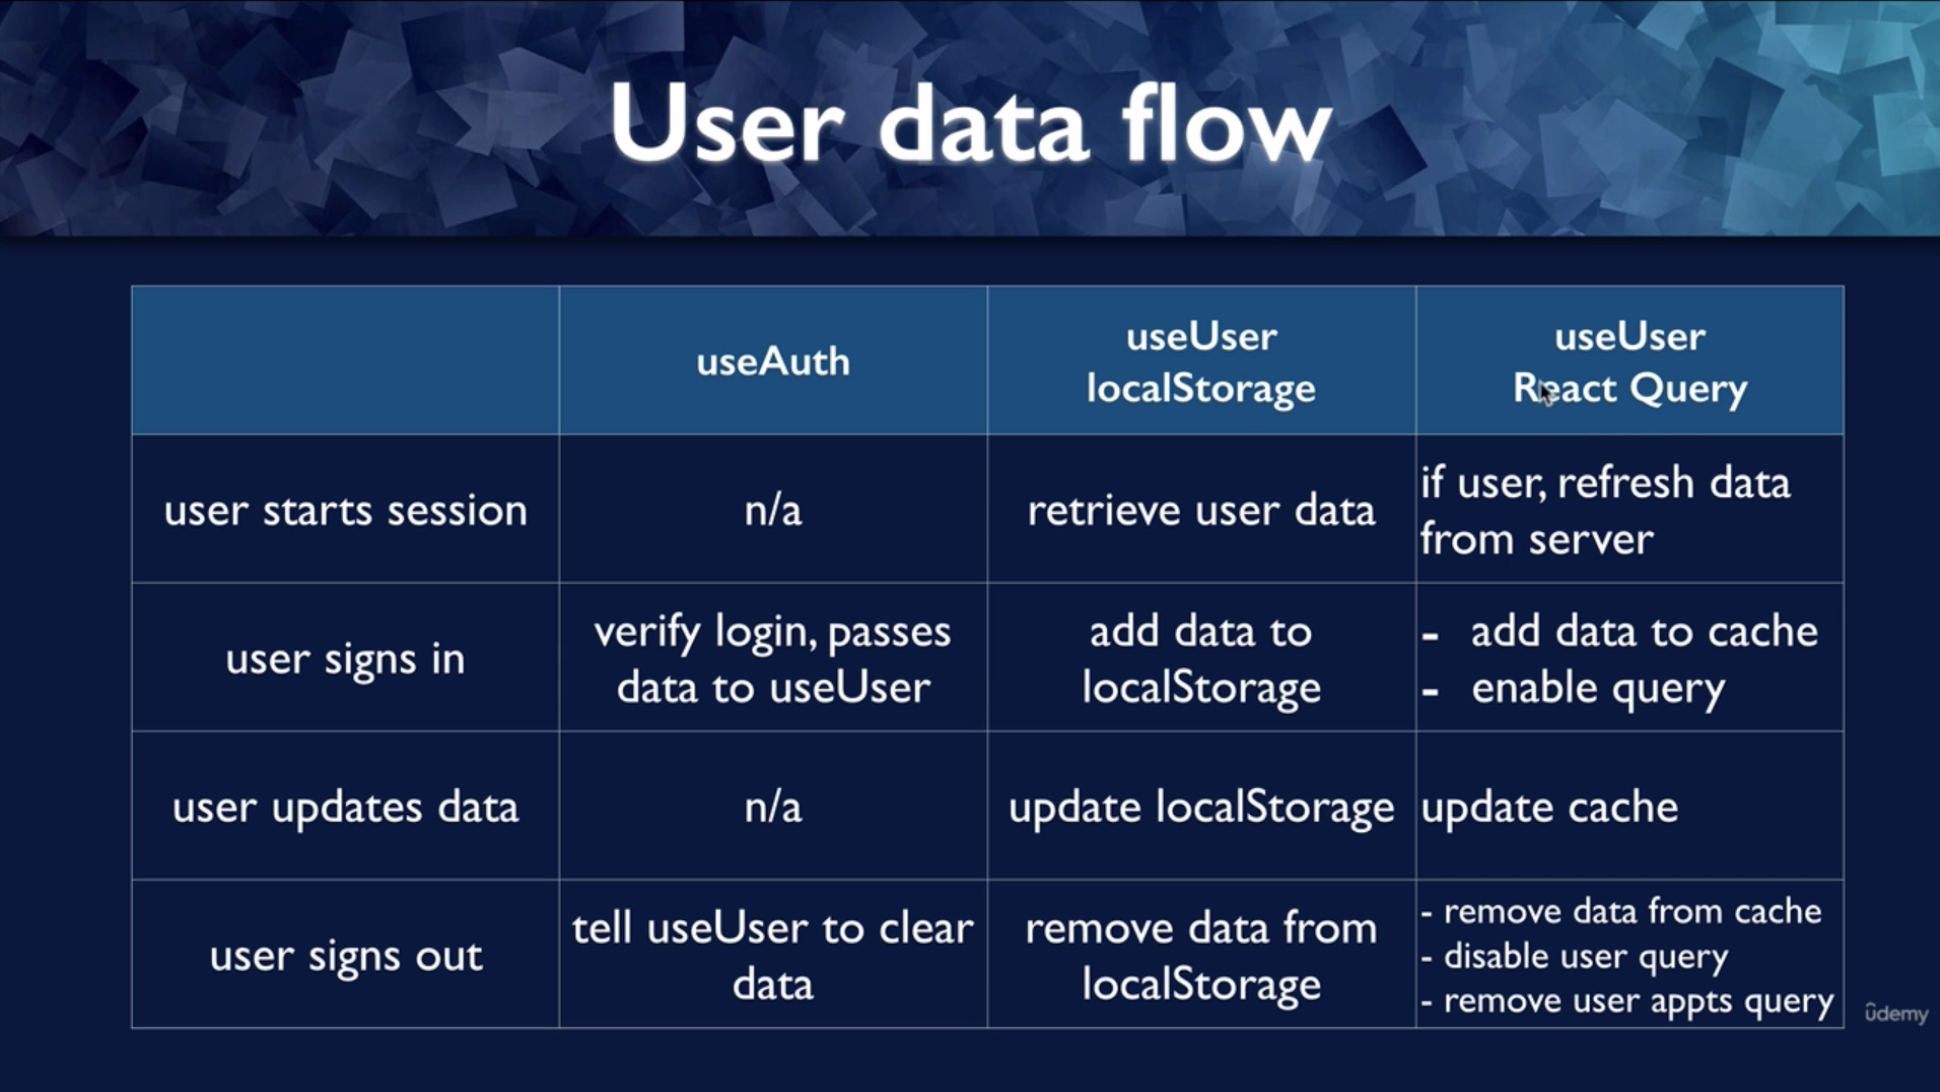 User data flow
useAuth
useUser
localStorage
useUser
React Query
user starts session
n/a
retrieve user data
if user, refresh data
from server
user signs in
verify login, passes
data to useUser
add data to
localStorage
- add data to cache
- enable query
user updates data
n/a
update localStorage
update cache
user signs out
tell useUser to clear
data
remove data from
localStorage
- remove data from cache
- disable user query
- remove user appts query
ûdemy